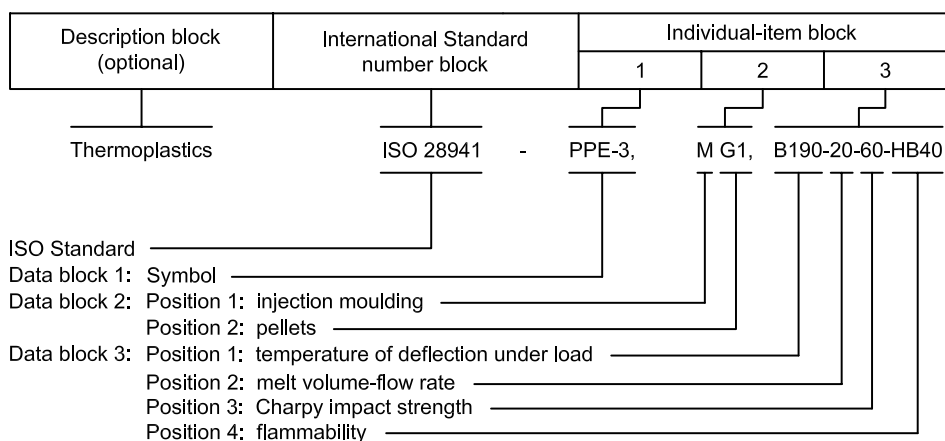 Description block
(optional)
International Standard
number block
Individual-item block
1 2 3
Thermoplastics ISO 28941 - PPE-3, M G1, B190-20-60-HB40
ISO Standard
Data block 1: Symbol
Data block 2: Position 1: injection moulding
Position 2: pellets
Data block 3: Position 1: temperature of deflection under load
Position 2: melt volume-flow rate
Position 3: Charpy impact strength
Position 4: flammability